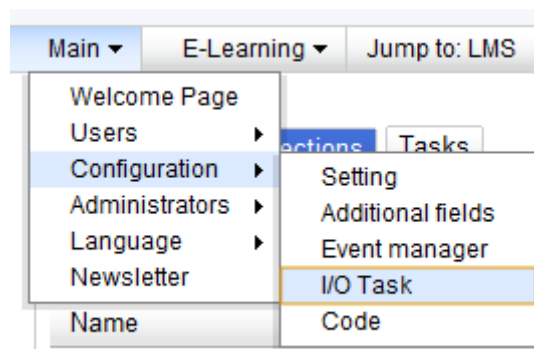 Main ▾ E-Learning ▾ Jump to: LMS
Welcome Page
Users
ections Tasks
Configuration
Setting
Administrators
Additional fields
Language
Event manager
Newsletter
I/O Task
Name
Code